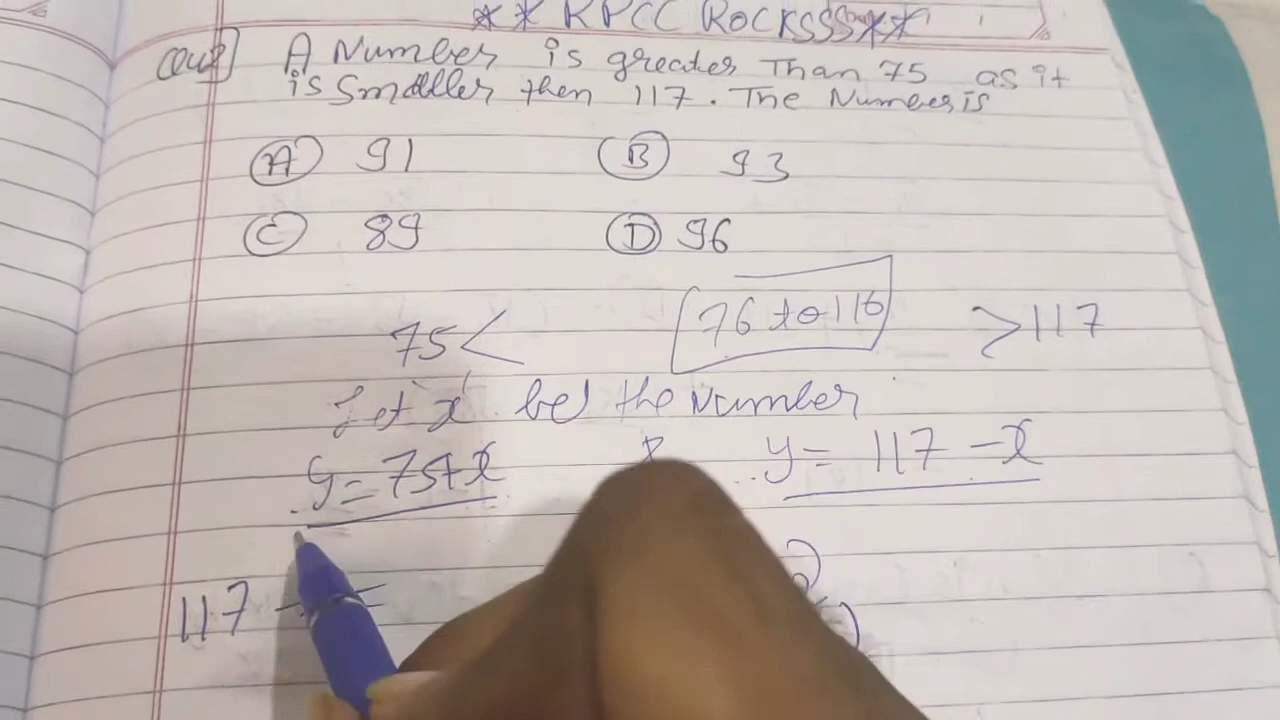 ** KPCC ROCKSSS**
Que] A Number is greater Than 75 as it
is Smaller then 117. The Number is
(A) 91 (B) 93
(C) 89 (D) 96
75< 76 to 116 >117
Let 'x' be the Number
y = 75+x & y = 117 - x
117 - =